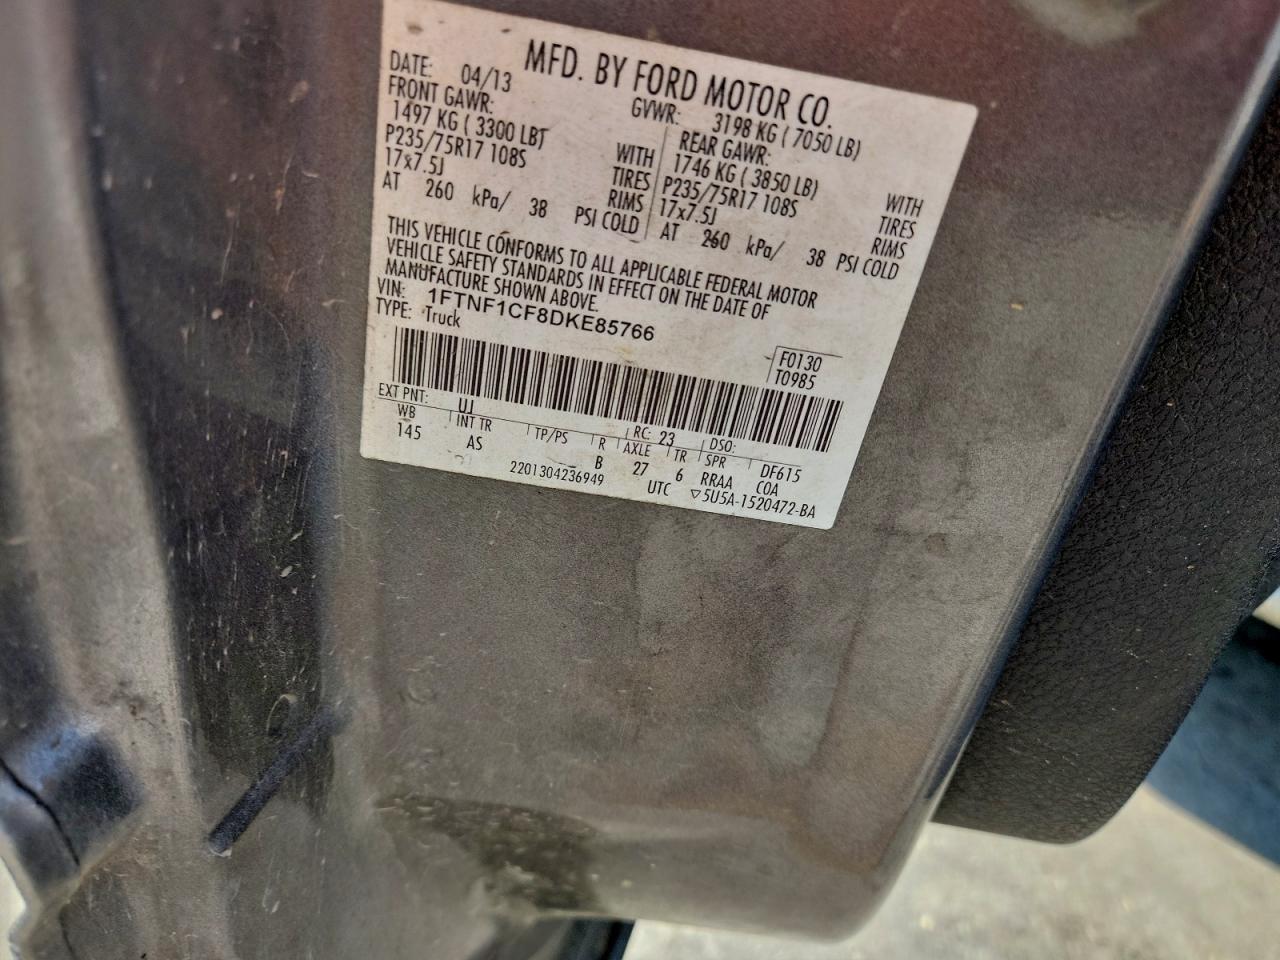 MFD. BY FORD MOTOR CO.
DATE: 04/13 GVWR: 3198 KG ( 7050 LB)
FRONT GAWR: REAR GAWR:
1497 KG ( 3300 LB) WITH 1746 KG ( 3850 LB) WITH
P235/75R17 108S TIRES P235/75R17 108S TIRES
17x7.5J RIMS 17x7.5J RIMS
AT 260 kPa/ 38 PSI COLD AT 260 kPa/ 38 PSI COLD
THIS VEHICLE CONFORMS TO ALL APPLICABLE FEDERAL MOTOR
VEHICLE SAFETY STANDARDS IN EFFECT ON THE DATE OF
MANUFACTURE SHOWN ABOVE.
VIN: 1FTNF1CF8DKE85766
TYPE: Truck
F0130
T0985
EXT PNT: UJ RC: 23 DSO:
WB INT TR TP/PS R AXLE TR SPR DF615
145 AS B 27 6 RRAA COA
2201304236949 UTC ▽5U5A-1520472-BA